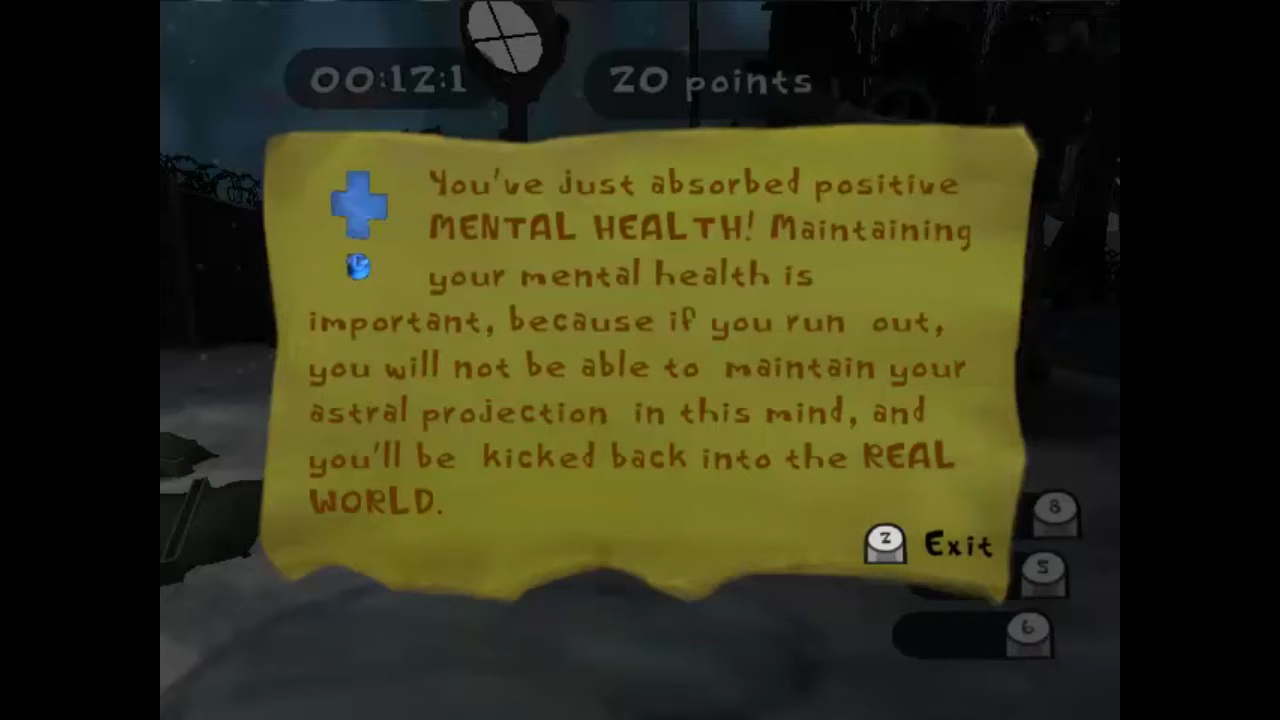 00:12:1 20 points
You've just absorbed positive
MENTAL HEALTH! Maintaining
your mental health is
important, because if you run out,
you will not be able to maintain your
astral projection in this mind, and
you'll be kicked back into the REAL
WORLD.
8
Z Exit
5
6